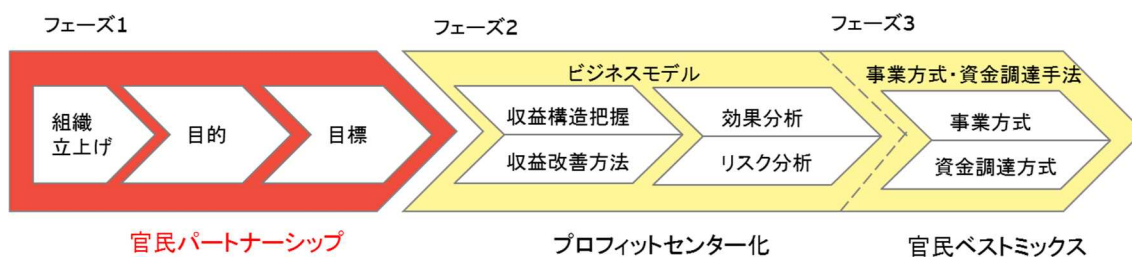 フェーズ1
フェーズ2
フェーズ3
ビジネスモデル
事業方式・資金調達手法
組織
立上げ
目的
目標
収益構造把握
収益改善方法
効果分析
リスク分析
事業方式
資金調達方式
官民パートナーシップ
プロフィットセンター化
官民ベストミックス